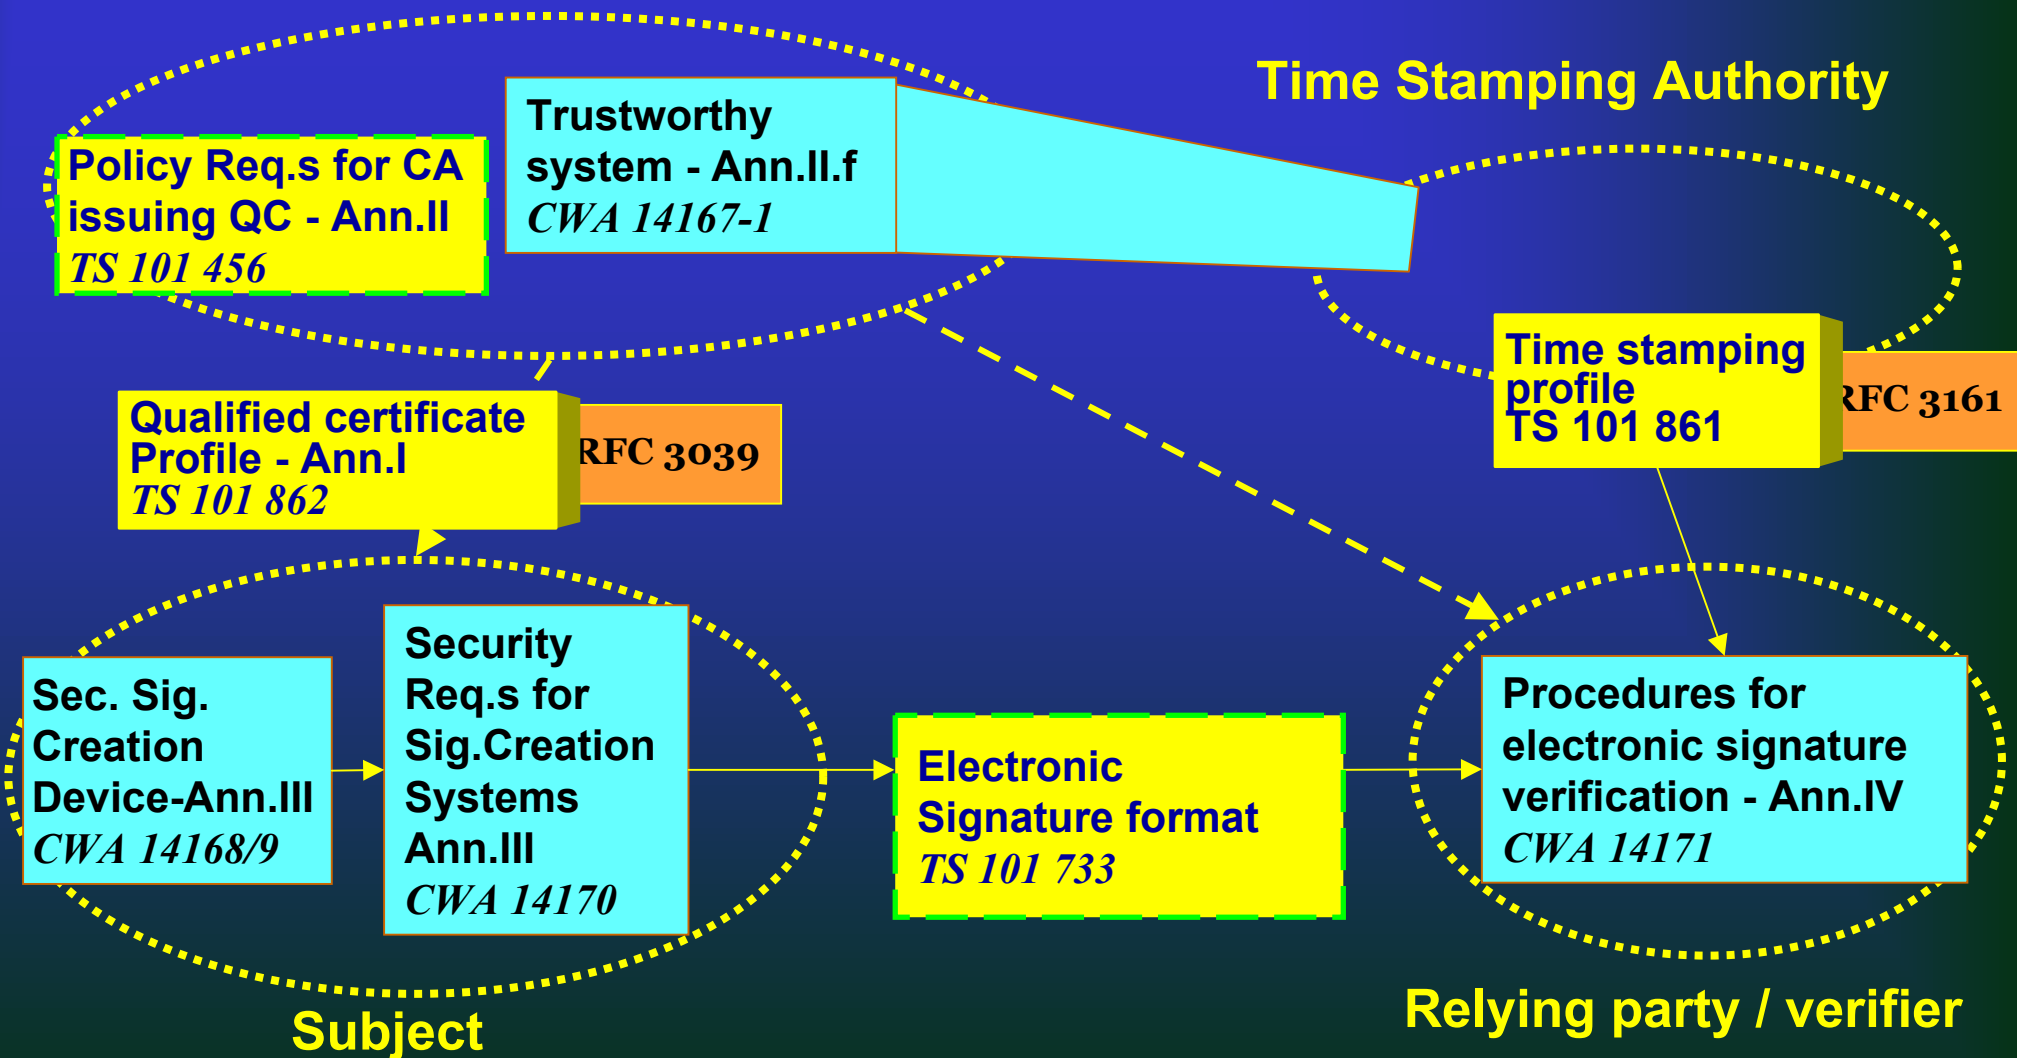 Time Stamping Authority
Trustworthy
system - Ann.II.f
CWA 14167-1
Policy Req.s for CA
issuing QC - Ann.II
TS 101 456
Time stamping
profile
TS 101 861
RFC 3161
Qualified certificate
Profile - Ann.I
TS 101 862
RFC 3039
Sec. Sig.
Creation
Device-Ann.III
CWA 14168/9
Security
Req.s for
Sig.Creation
Systems
Ann.III
CWA 14170
Electronic
Signature format
TS 101 733
Procedures for
electronic signature
verification - Ann.IV
CWA 14171
Subject
Relying party / verifier